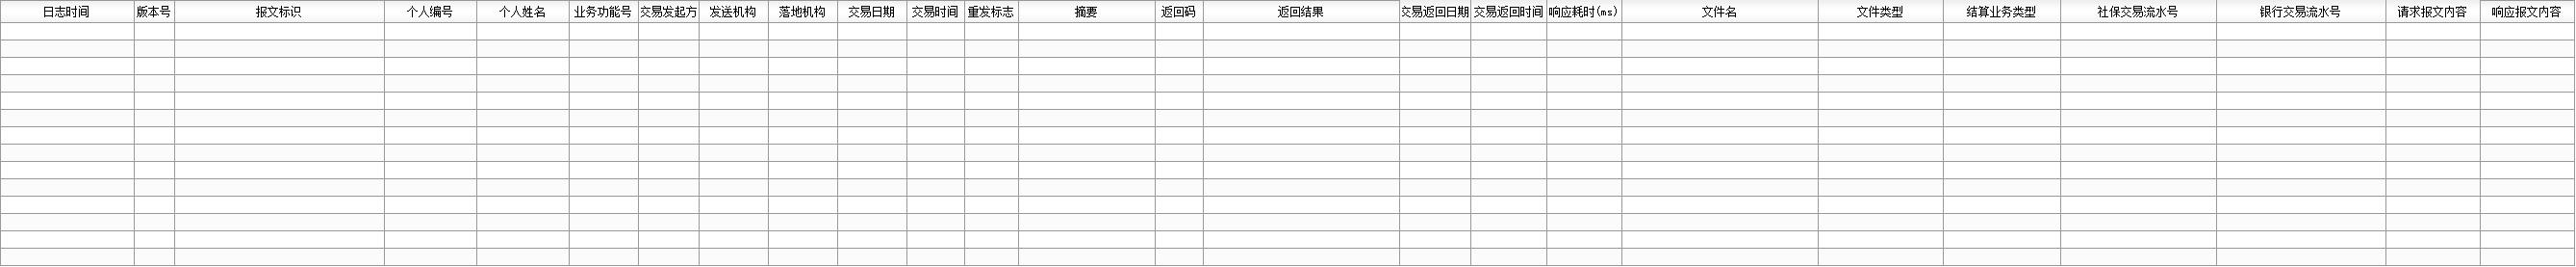 日志时间 版本号 报文标识 个人编号 个人姓名 业务功能号 交易发起方 发送机构 落地机构 交易日期 交易时间 重发标志 摘要 返回码 返回结果 交易返回日期 交易返回时间 响应耗时(ms) 文件名 文件类型 结算业务类型 社保交易流水号 银行交易流水号 请求报文内容 响应报文内容